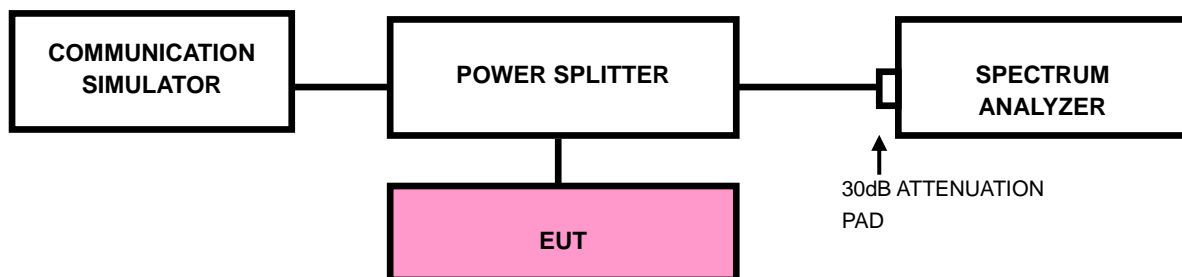 COMMUNICATION
SIMULATOR
POWER SPLITTER
SPECTRUM
ANALYZER
30dB ATTENUATION
PAD
EUT